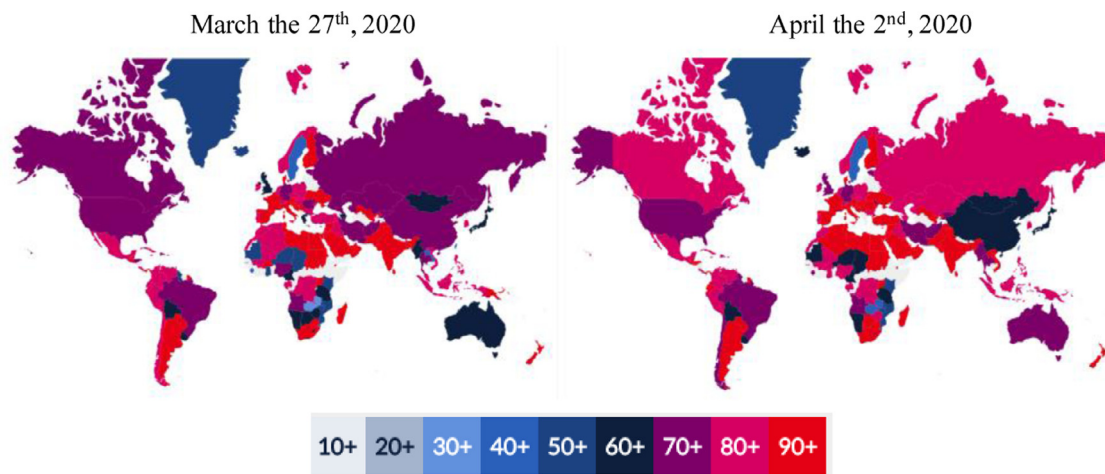 March the 27th, 2020
April the 2nd, 2020
10+ 20+ 30+ 40+ 50+ 60+ 70+ 80+ 90+